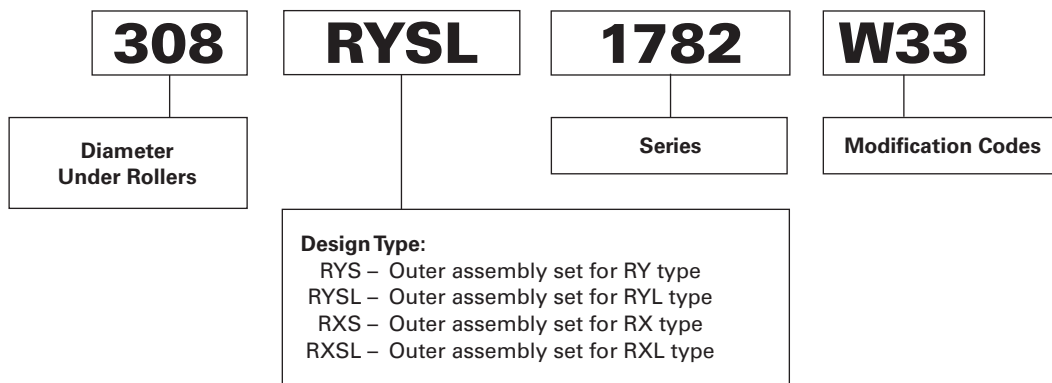 308 RYSL 1782 W33
Diameter
Under Rollers
Series
Modification Codes
Design Type:
RYS – Outer assembly set for RY type
RYSL – Outer assembly set for RYL type
RXS – Outer assembly set for RX type
RXSL – Outer assembly set for RXL type